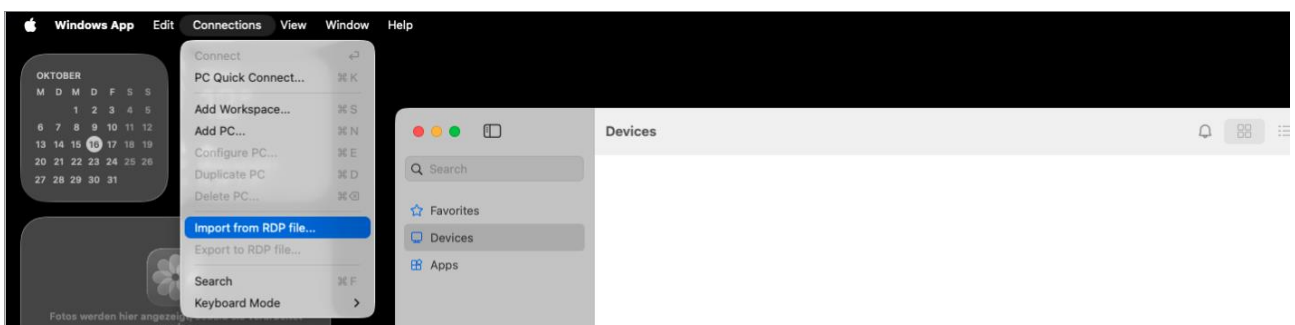 Windows App Edit Connections View Window Help
Connect ↩
PC Quick Connect... ⌘ K
Add Workspace... ⌘ S
Add PC... ⌘ N
Configure PC... ⌘ E
Duplicate PC ⌘ D
Delete PC... ⌘ ⌫
Import from RDP file...
Export to RDP file...
Search ⌘ F
Keyboard Mode >
OKTOBER
M D M D F S S
1 2 3 4 5
6 7 8 9 10 11 12
13 14 15 16 17 18 19
20 21 22 23 24 25 26
27 28 29 30 31
Fotos werden hier angezeigt
Devices
Search
Favorites
Devices
Apps